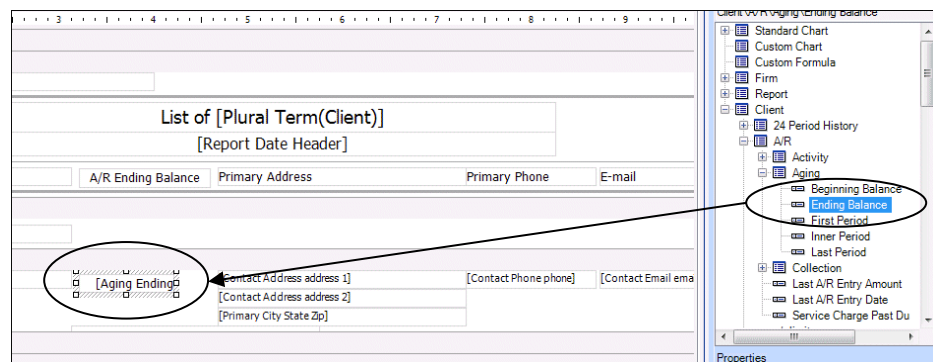 3 4 5 6 7 8 9
List of [Plural Term(Client)]
[Report Date Header]
A/R Ending Balance Primary Address Primary Phone E-mail
[Aging Ending
[Contact Address address 1] [Contact Phone phone] [Contact Email ema
[Contact Address address 2]
[Primary City State Zip]
Client \A/R \Aging \Ending Balance
Standard Chart
Custom Chart
Custom Formula
Firm
Report
Client
24 Period History
A/R
Activity
Aging
Beginning Balance
Ending Balance
First Period
Inner Period
Last Period
Collection
Last A/R Entry Amount
Last A/R Entry Date
Service Charge Past Du
Properties